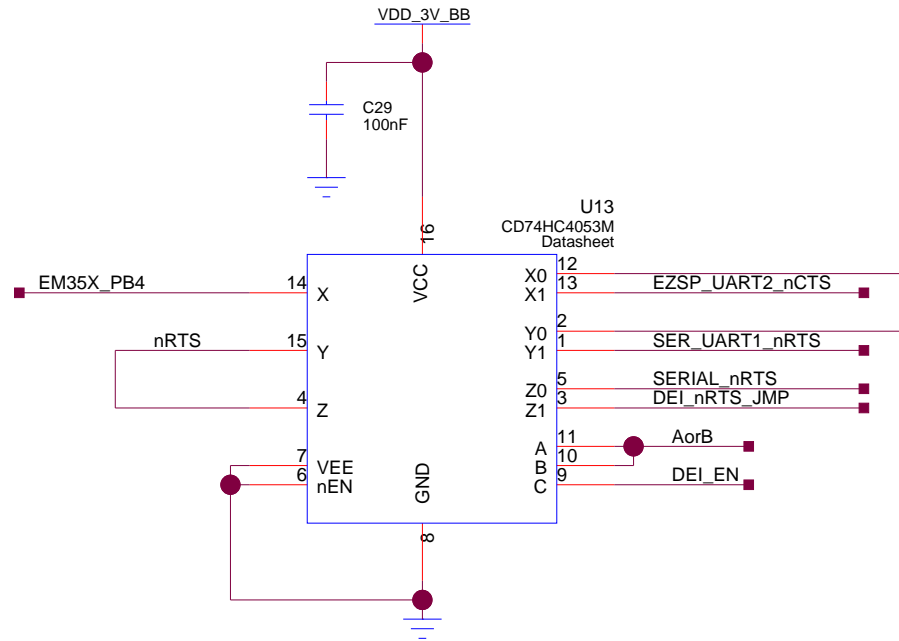 VDD_3V_BB
C29
100nF
U13
CD74HC4053M
Datasheet
16
VCC
EM35X_PB4
14
X
X0
12
X1
13
EZSP_UART2_nCTS
nRTS
15
Y
Y0
2
Y1
1
SER_UART1_nRTS
4
Z
Z0
5
SERIAL_nRTS
Z1
3
DEI_nRTS_JMP
A
11
AorB
7
VEE
B
10
6
nEN
C
9
DEI_EN
GND
8